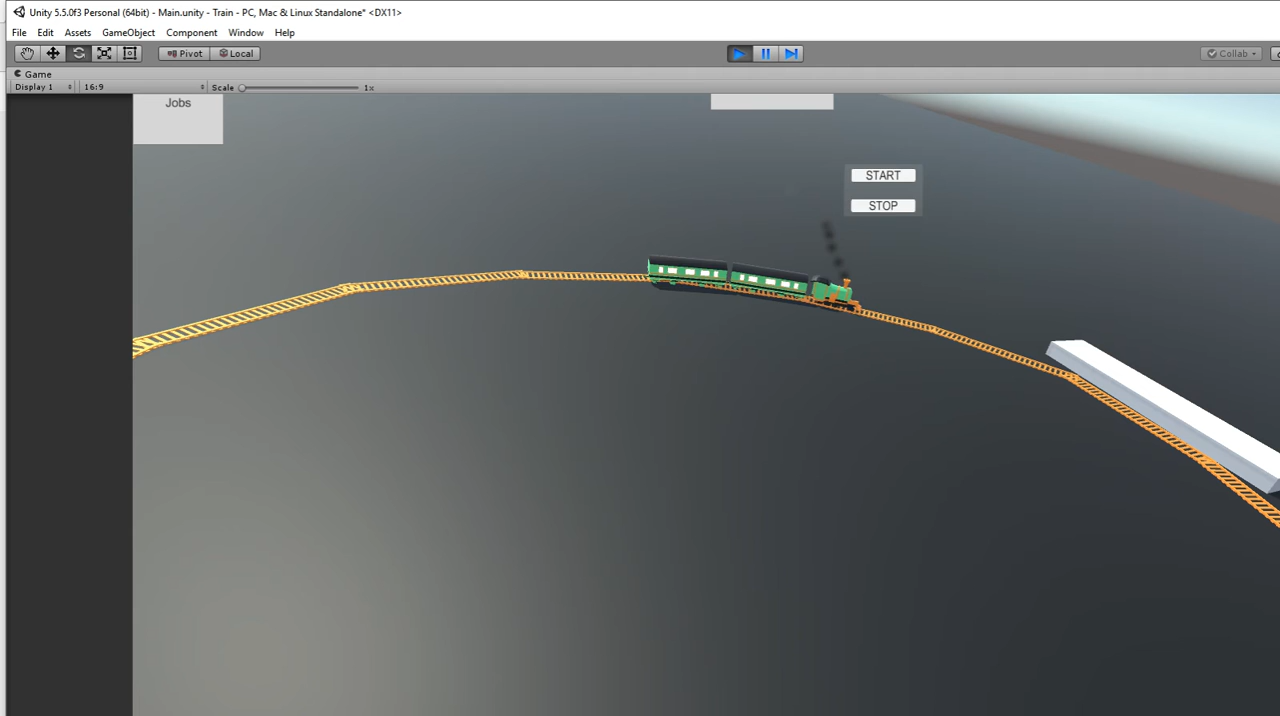 Unity 5.5.0f3 Personal (64bit) - Main.unity - Train - PC, Mac & Linux Standalone* <DX11>
File Edit Assets GameObject Component Window Help
Pivot Local Collab
Game
Display 1 16:9 Scale 1x
Jobs
START
STOP